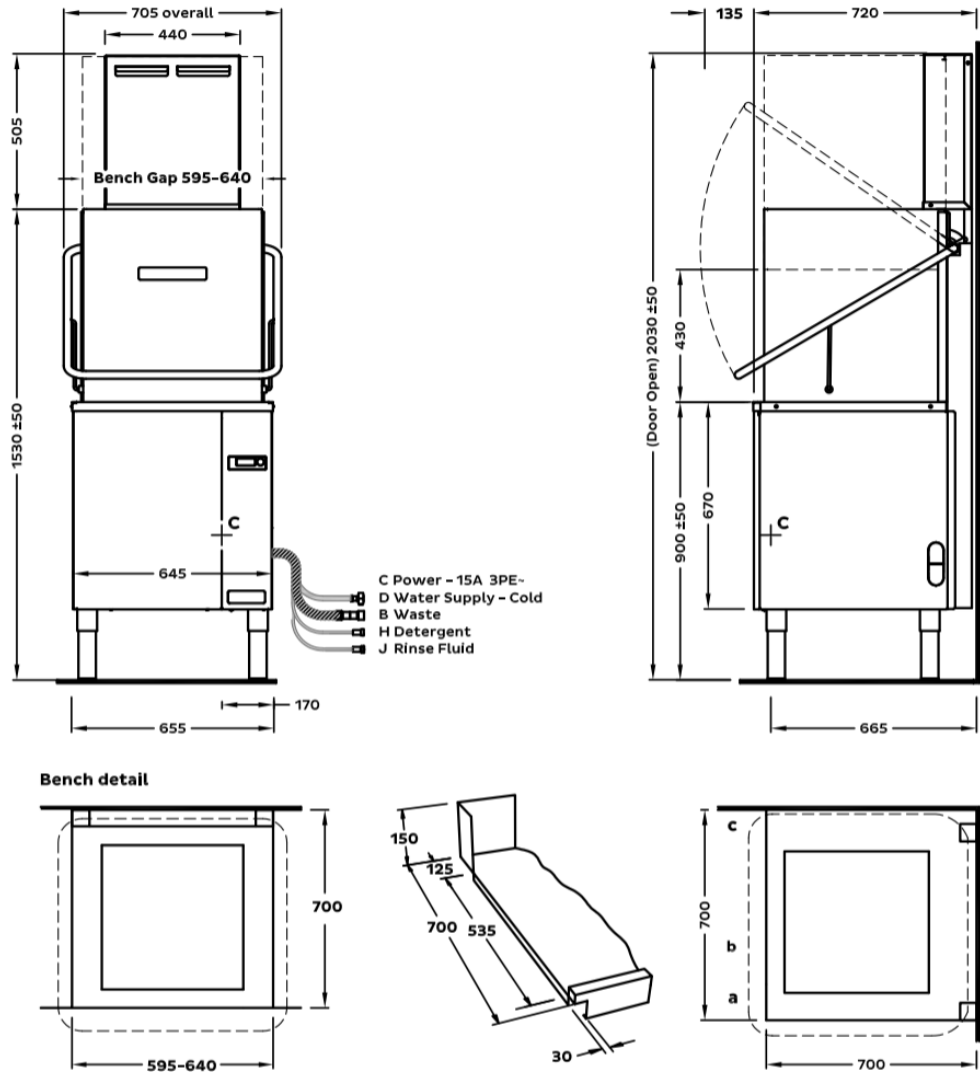 705 overall
440
505
Bench Gap 595-640
1530 ±50
C
645
C Power – 15A 3PE~
D Water Supply – Cold
B Waste
H Detergent
J Rinse Fluid
170
655
135
720
(Door Open) 2030 ±50
430
900 ±50
670
C
665
Bench detail
700
595-640
150
125
700
535
30
c
700
b
a
700